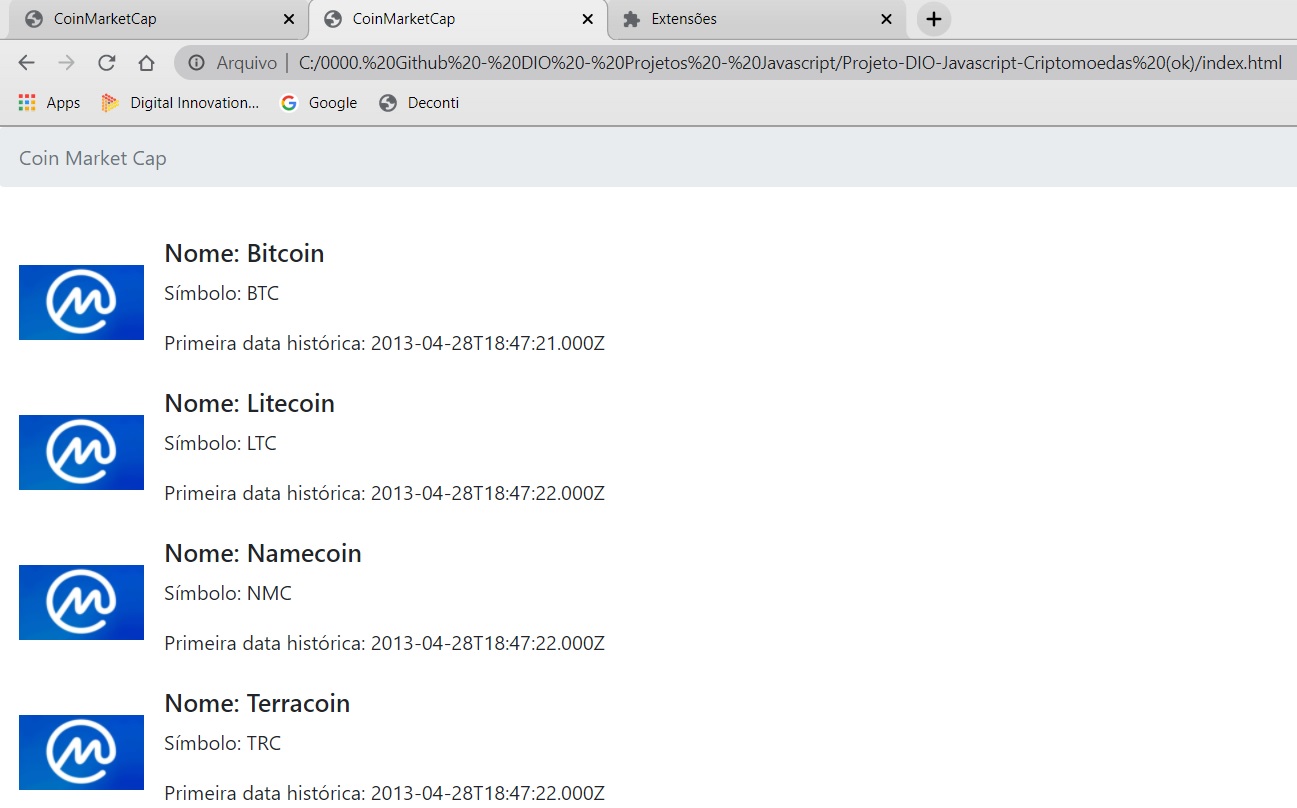 CoinMarketCap
CoinMarketCap
Extensões
Arquivo | C:/0000.%20Github%20-%20DIO%20-%20Projetos%20-%20Javascript/Projeto-DIO-Javascript-Criptomoedas%20(ok)/index.html
Apps Digital Innovation... Google Deconti
Coin Market Cap
Nome: Bitcoin
Símbolo: BTC
Primeira data histórica: 2013-04-28T18:47:21.000Z
Nome: Litecoin
Símbolo: LTC
Primeira data histórica: 2013-04-28T18:47:22.000Z
Nome: Namecoin
Símbolo: NMC
Primeira data histórica: 2013-04-28T18:47:22.000Z
Nome: Terracoin
Símbolo: TRC
Primeira data histórica: 2013-04-28T18:47:22.000Z